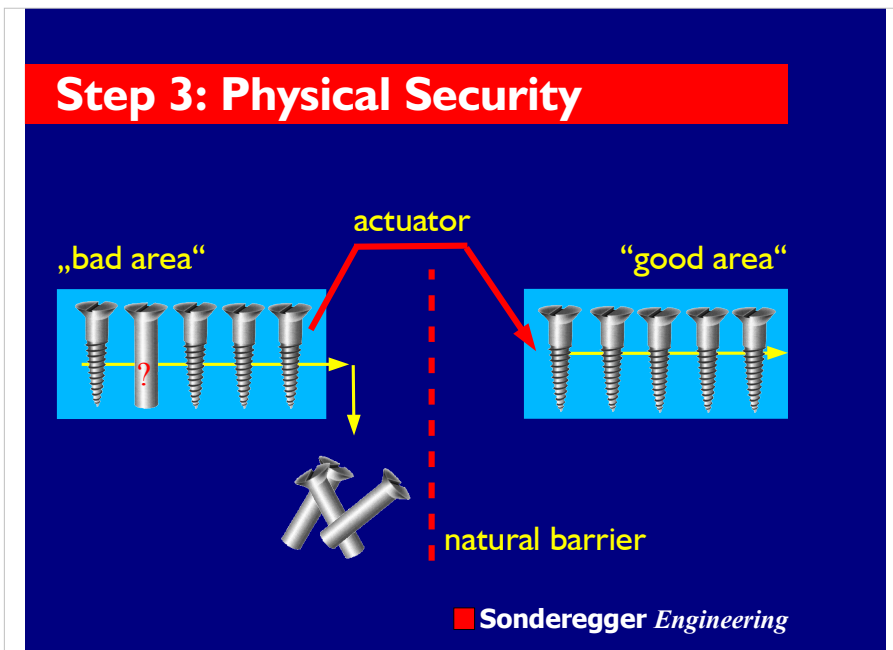 Step 3: Physical Security
actuator
„bad area“
“good area“
?
natural barrier
Sonderegger Engineering